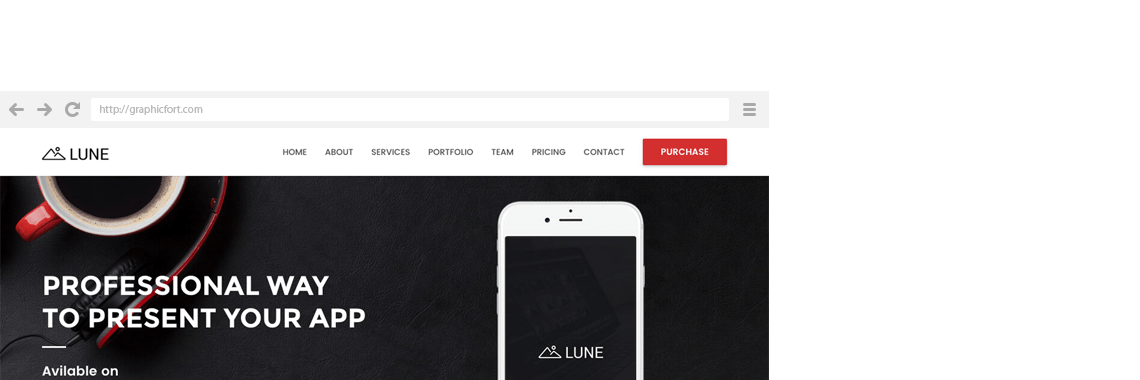 http://graphicfort.com
LUNE
HOME ABOUT SERVICES PORTFOLIO TEAM PRICING CONTACT PURCHASE
PROFESSIONAL WAY
TO PRESENT YOUR APP
LUNE
Avilable on